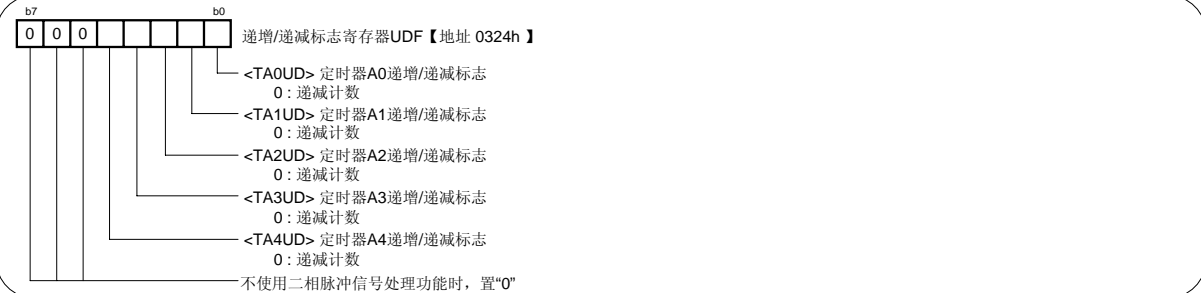 b7 b0
0 0 0 递增/递减标志寄存器UDF【地址 0324h 】
<TA0UD> 定时器A0递增/递减标志
0 : 递减计数
<TA1UD> 定时器A1递增/递减标志
0 : 递减计数
<TA2UD> 定时器A2递增/递减标志
0 : 递减计数
<TA3UD> 定时器A3递增/递减标志
0 : 递减计数
<TA4UD> 定时器A4递增/递减标志
0 : 递减计数
不使用二相脉冲信号处理功能时，置“0”